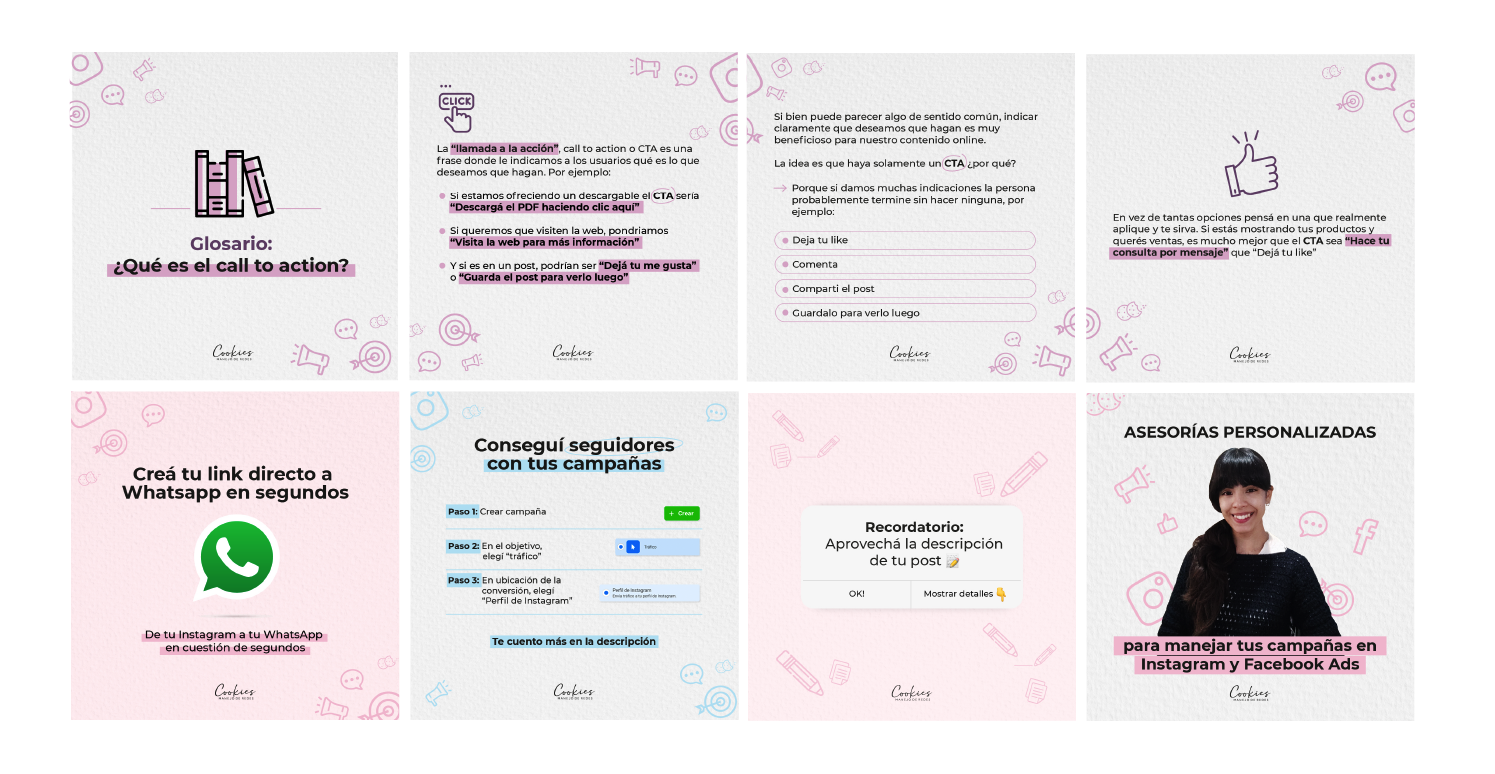 Glosario:
¿Qué es el call to action?
Cookies
MANEJO DE REDES
CLICK
La “llamada a la acción”, call to action o CTA es una
frase donde le indicamos a los usuarios qué es lo que
deseamos que hagan. Por ejemplo:
Si estamos ofreciendo un descargable el CTA sería
“Descargá el PDF haciendo clic aquí”
Si queremos que visiten la web, pondriamos
“Visita la web para más información”
Y si es en un post, podrían ser “Dejá tu me gusta”
o “Guarda el post para verlo luego”
Cookies
MANEJO DE REDES
Si bien puede parecer algo de sentido común, indicar
claramente que deseamos que hagan es muy
beneficioso para nuestro contenido online.
La idea es que haya solamente un CTA ¿por qué?
Porque si damos muchas indicaciones la persona
probablemente termine sin hacer ninguna, por
ejemplo:
Deja tu like
Comenta
Comparti el post
Guardalo para verlo luego
Cookies
MANEJO DE REDES
En vez de tantas opciones pensá en una que realmente
aplique y te sirva. Si estás mostrando tus productos y
querés ventas, es mucho mejor que el CTA sea “Hace tu
consulta por mensaje” que “Dejá tu like”
Cookies
MANEJO DE REDES
Creá tu link directo a
Whatsapp en segundos
De tu Instagram a tu WhatsApp
en cuestión de segundos
Cookies
MANEJO DE REDES
Conseguí seguidores
con tus campañas
Paso 1: Crear campaña
+ Crear
Paso 2: En el objetivo,
elegí “tráfico”
Tráfico
Paso 3: En ubicación de la
conversión, elegí
“Perfil de Instagram”
Perfil de Instagram
Envía tráfico a tu perfil de Instagram
Te cuento más en la descripción
Cookies
MANEJO DE REDES
Recordatorio:
Aprovechá la descripción
de tu post 📝
OK!
Mostrar detalles 👇
Cookies
MANEJO DE REDES
ASESORÍAS PERSONALIZADAS
para manejar tus campañas en
Instagram y Facebook Ads
Cookies
MANEJO DE REDES